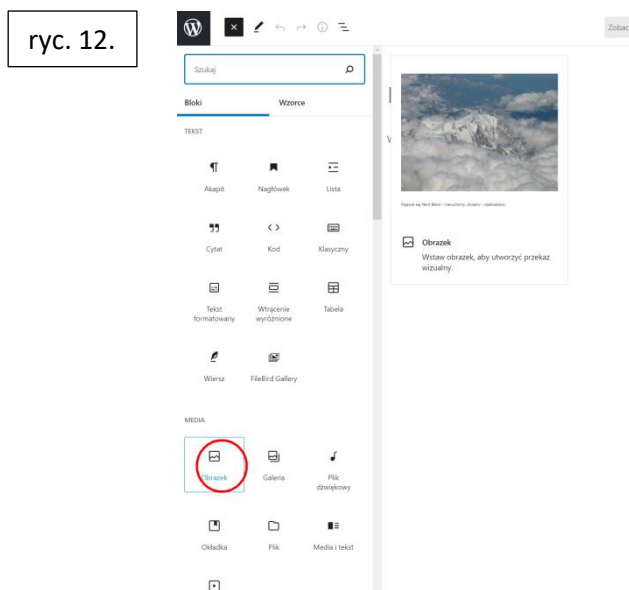 ryc. 12.
Zobac
Szukaj
Bloki
Wzorce
TEKST
Akapit
Nagłówek
Lista
Cytat
Kod
Klasyczny
Tekst
formatowany
Wtrącenie
wyróżnione
Tabela
Wiersz
FileBird Gallery
MEDIA
Obrazek
Galeria
Plik
dźwiękowy
Okładka
Plik
Media i tekst
Obrazek
Wstaw obrazek, aby utworzyć przekaz
wizualny.